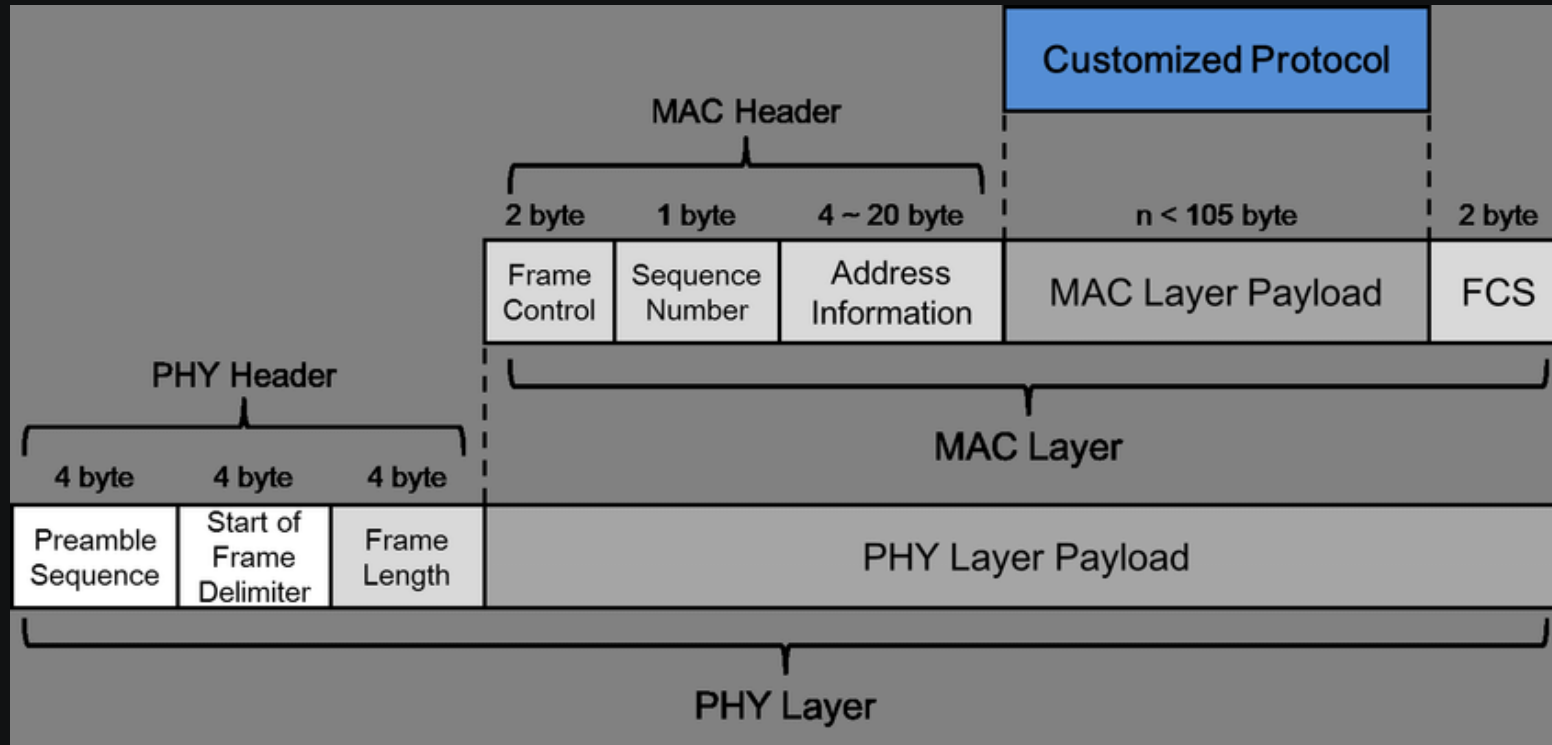 Customized Protocol
MAC Header
2 byte
1 byte
4 ~ 20 byte
n < 105 byte
2 byte
Frame
Control
Sequence
Number
Address
Information
MAC Layer Payload
FCS
MAC Layer
PHY Header
4 byte
4 byte
4 byte
Preamble
Sequence
Start of
Frame
Delimiter
Frame
Length
PHY Layer Payload
PHY Layer